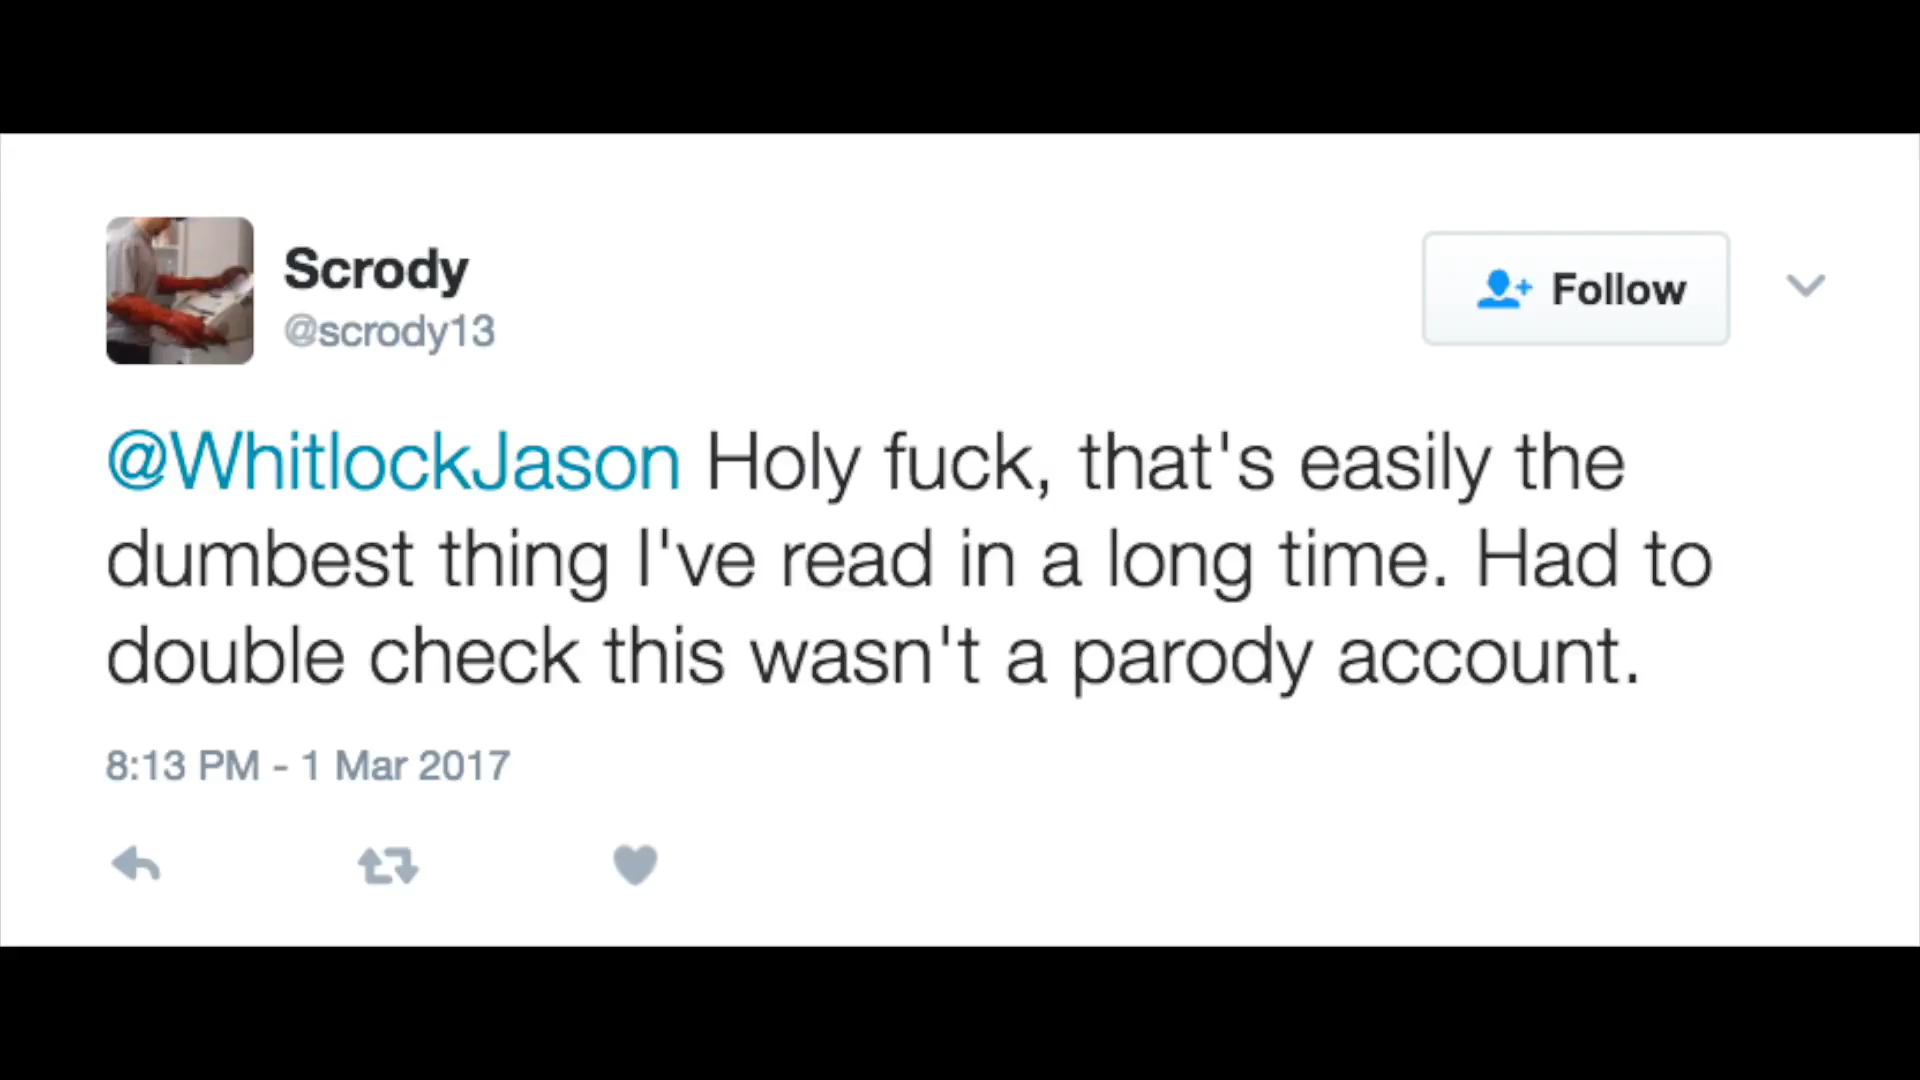 Scrody
@scrody13
Follow
@WhitlockJason Holy fuck, that's easily the
dumbest thing I've read in a long time. Had to
double check this wasn't a parody account.
8:13 PM - 1 Mar 2017